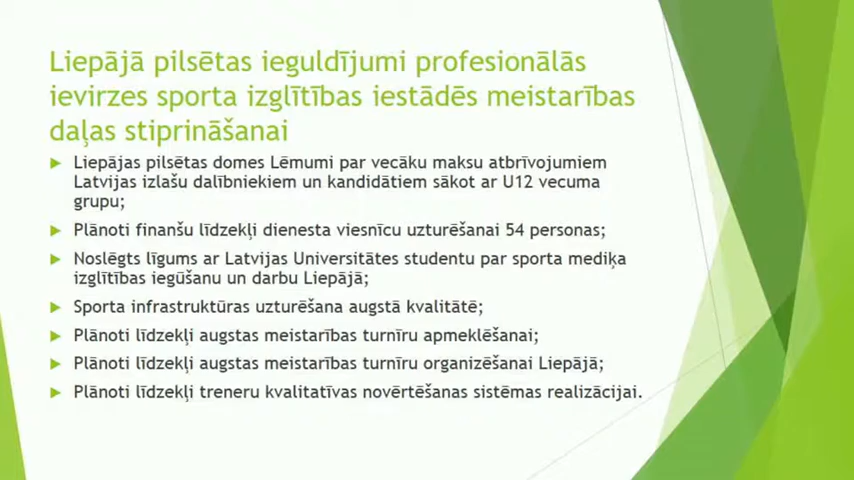 Liepājā pilsētas ieguldījumi profesionālās
ievirzes sporta izglītības iestādēs meistarības
daļas stiprināšanai
Liepājas pilsētas domes Lēmumi par vecāku maksu atbrīvojumiem
Latvijas izlašu dalībniekiem un kandidātiem sākot ar U12 vecuma
grupu;
Plānoti finanšu līdzekļi dienesta viesnīcu uzturēšanai 54 personas;
Noslēgts līgums ar Latvijas Universitātes studentu par sporta mediķa
izglītības iegūšanu un darbu Liepājā;
Sporta infrastruktūras uzturēšana augstā kvalitātē;
Plānoti līdzekļi augstas meistarības turnīru apmeklēšanai;
Plānoti līdzekļi augstas meistarības turnīru organizēšanai Liepājā;
Plānoti līdzekļi treneru kvalitatīvas novērtēšanas sistēmas realizācijai.